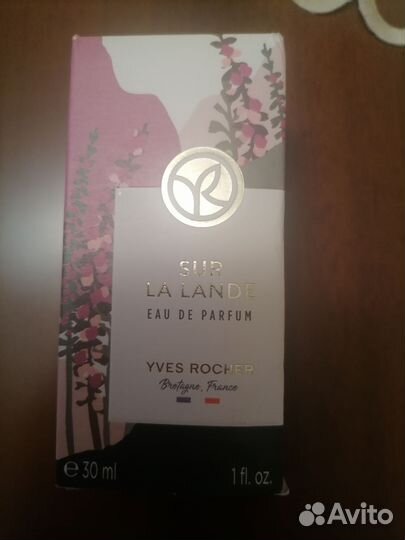 SUR
LA LANDE
EAU DE PARFUM
YVES ROCHER
Bretagne, France
℮ 30 ml
1 fl. oz.
Avito